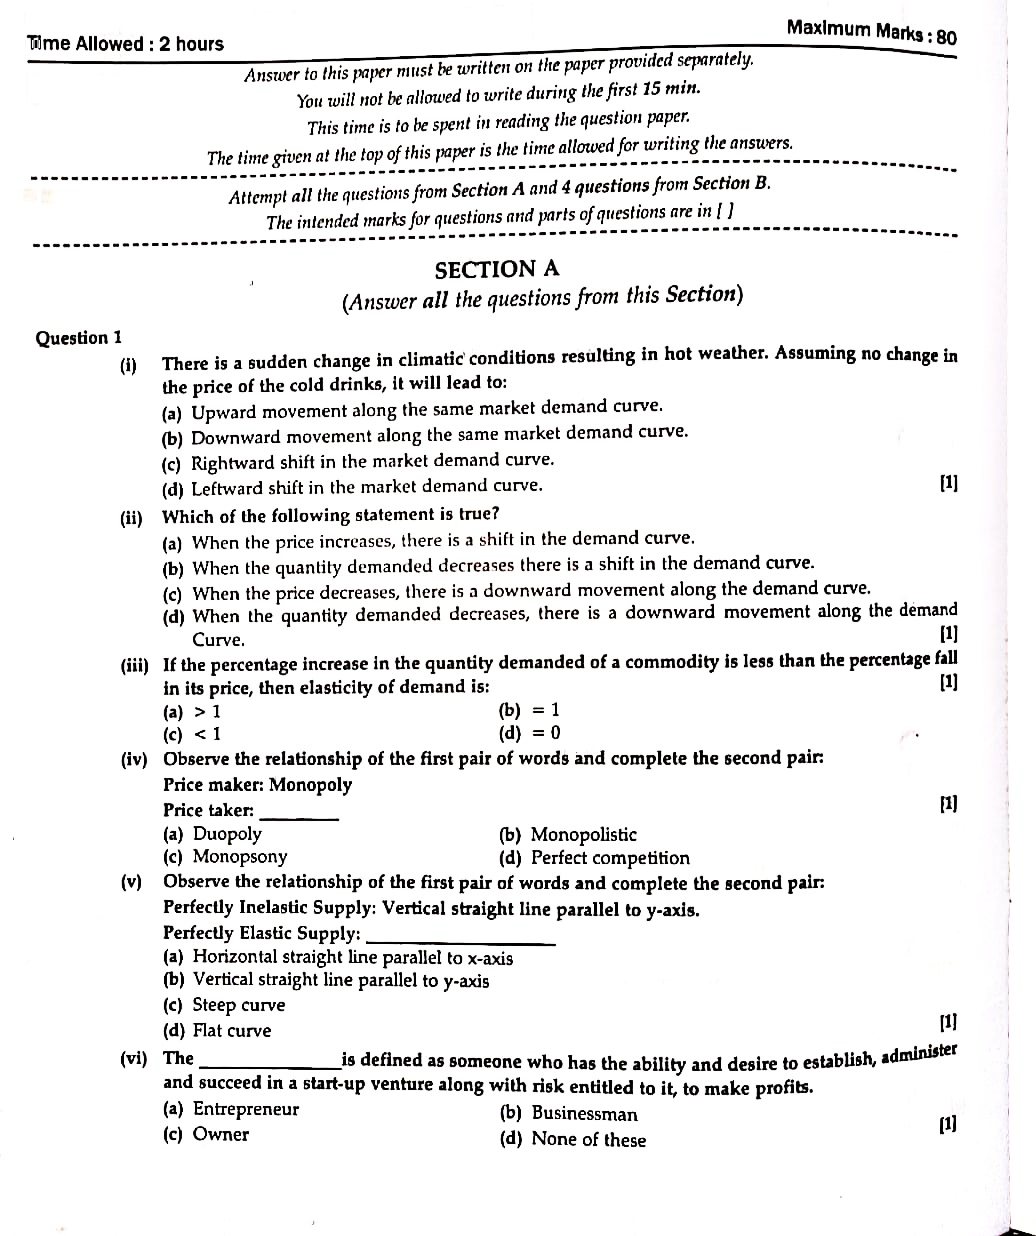 Time Allowed : 2 hours
Maximum Marks : 80
Answer to this paper must be written on the paper provided separately.
You will not be allowed to write during the first 15 min.
This time is to be spent in reading the question paper.
The time given at the top of this paper is the time allowed for writing the answers.
Attempt all the questions from Section A and 4 questions from Section B.
The intended marks for questions and parts of questions are in [ ]
SECTION A
(Answer all the questions from this Section)
Question 1
(i) There is a sudden change in climatic conditions resulting in hot weather. Assuming no change in
the price of the cold drinks, it will lead to:
(a) Upward movement along the same market demand curve.
(b) Downward movement along the same market demand curve.
(c) Rightward shift in the market demand curve.
(d) Leftward shift in the market demand curve. [1]
(ii) Which of the following statement is true?
(a) When the price increases, there is a shift in the demand curve.
(b) When the quantity demanded decreases there is a shift in the demand curve.
(c) When the price decreases, there is a downward movement along the demand curve.
(d) When the quantity demanded decreases, there is a downward movement along the demand
Curve. [1]
(iii) If the percentage increase in the quantity demanded of a commodity is less than the percentage fall
in its price, then elasticity of demand is: [1]
(a) > 1 (b) = 1
(c) < 1 (d) = 0
(iv) Observe the relationship of the first pair of words and complete the second pair:
Price maker: Monopoly
Price taker: ________ [1]
(a) Duopoly (b) Monopolistic
(c) Monopsony (d) Perfect competition
(v) Observe the relationship of the first pair of words and complete the second pair:
Perfectly Inelastic Supply: Vertical straight line parallel to y-axis.
Perfectly Elastic Supply: ________________
(a) Horizontal straight line parallel to x-axis
(b) Vertical straight line parallel to y-axis
(c) Steep curve
(d) Flat curve [1]
(vi) The ____________ is defined as someone who has the ability and desire to establish, administer
and succeed in a start-up venture along with risk entitled to it, to make profits.
(a) Entrepreneur (b) Businessman
(c) Owner (d) None of these [1]